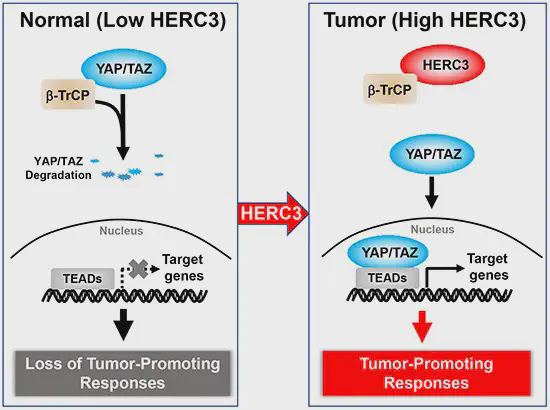 Normal (Low HERC3)
YAP/TAZ
β-TrCP
YAP/TAZ
Degradation
Nucleus
TEADs
Target
genes
Loss of Tumor-Promoting
Responses
HERC3
Tumor (High HERC3)
HERC3
β-TrCP
YAP/TAZ
Nucleus
YAP/TAZ
TEADs
Target
genes
Tumor-Promoting
Responses